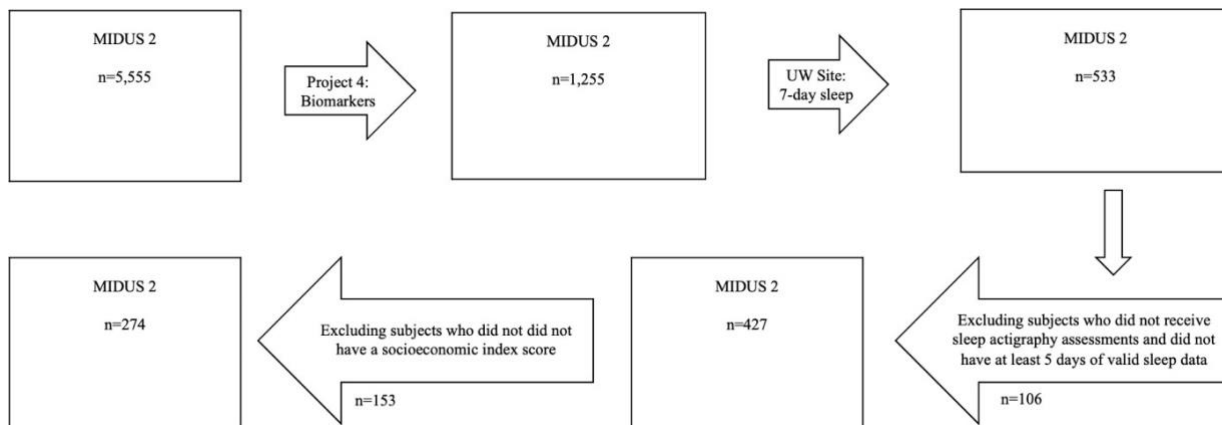 MIDUS 2
n=5,555
Project 4:
Biomarkers
MIDUS 2
n=1,255
UW Site:
7-day sleep
MIDUS 2
n=533
Excluding subjects who did not receive
sleep actigraphy assessments and did not
have at least 5 days of valid sleep data
n=106
MIDUS 2
n=427
Excluding subjects who did not did not
have a socioeconomic index score
n=153
MIDUS 2
n=274